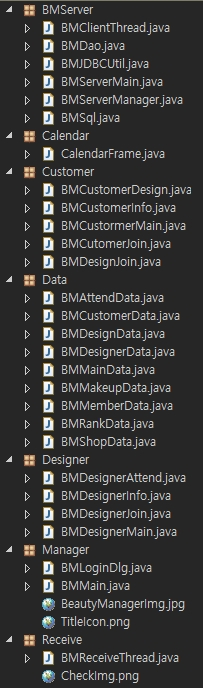 BMServer
BMClientThread.java
BMDao.java
BMJDBCUtil.java
BMServerMain.java
BMServerManager.java
BMSql.java
Calendar
CalendarFrame.java
Customer
BMCustomerDesign.java
BMCustomerInfo.java
BMCustormerMain.java
BMCutomerJoin.java
BMDesignJoin.java
Data
BMAttendData.java
BMCustomerData.java
BMDesignData.java
BMDesignerData.java
BMMainData.java
BMMakeupData.java
BMMemberData.java
BMRankData.java
BMShopData.java
Designer
BMDesignerAttend.java
BMDesignerInfo.java
BMDesignerJoin.java
BMDesignerMain.java
Manager
BMLoginDlg.java
BMMain.java
BeautyManagerImg.jpg
TitleIcon.png
Receive
BMReceiveThread.java
CheckImg.png